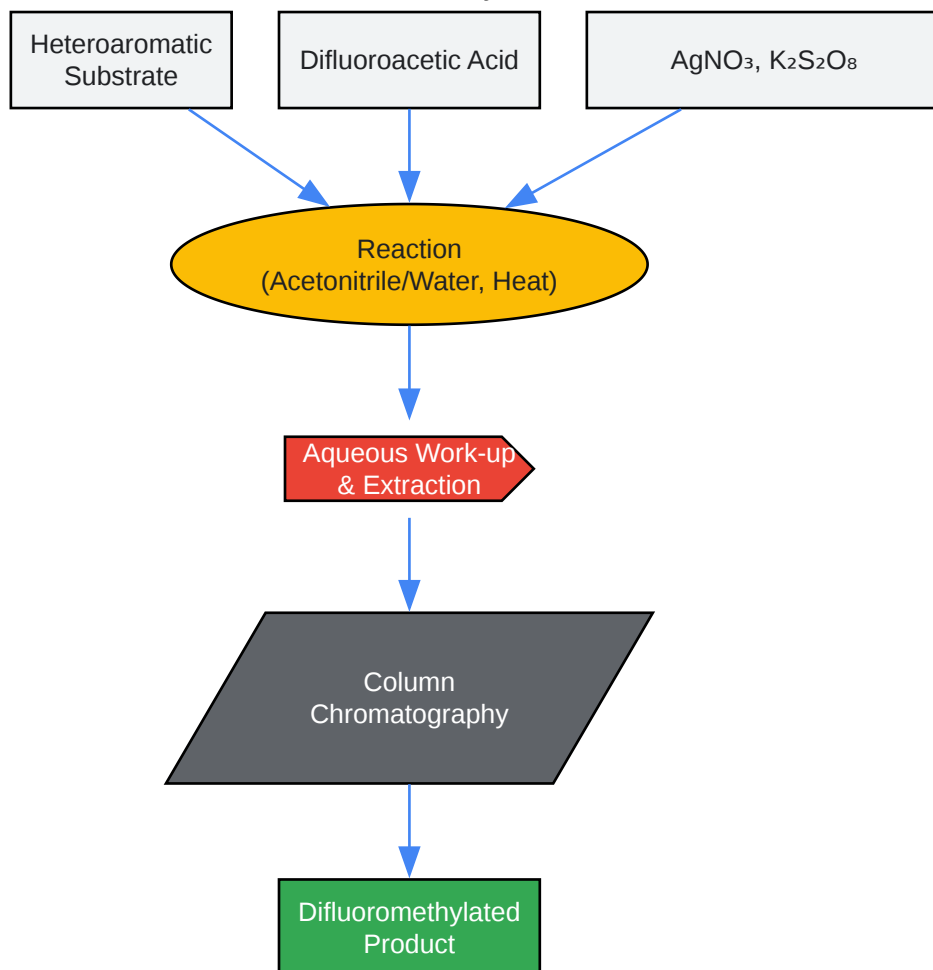 Heteroaromatic
Substrate
Difluoroacetic Acid
AgNO₃, K₂S₂O₈
Reaction
(Acetonitrile/Water, Heat)
Aqueous Work-up
& Extraction
Column
Chromatography
Difluoromethylated
Product